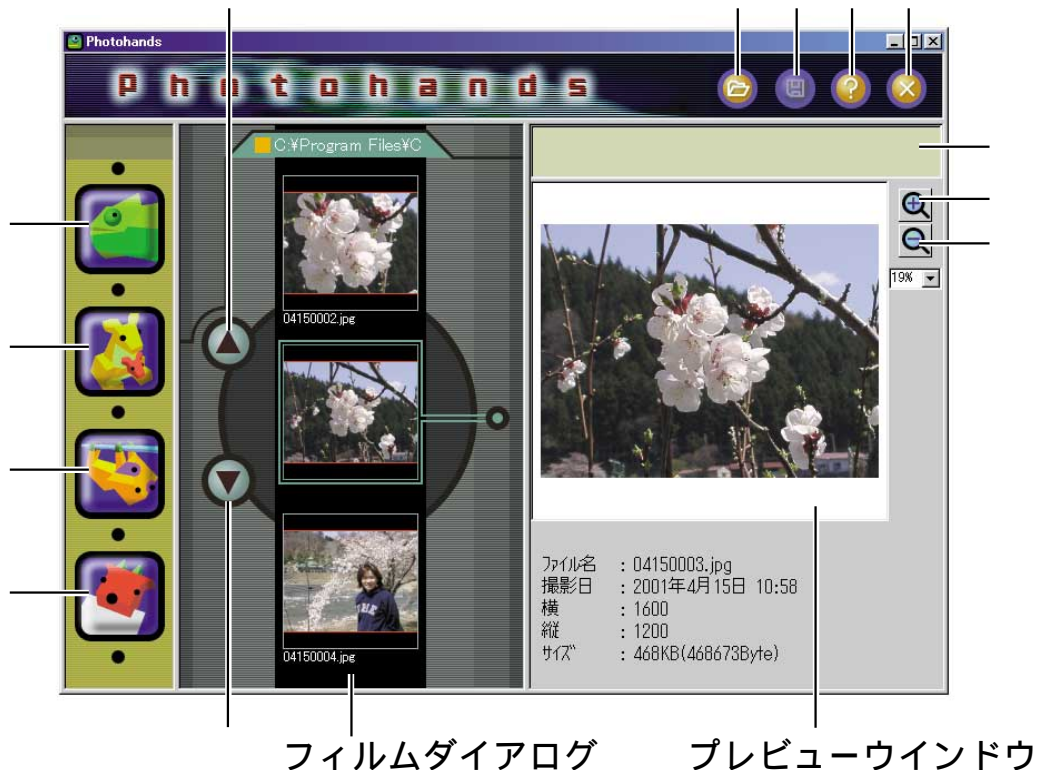 Photohands
Photohands
C:¥Program Files¥C
04150002.jpg
04150004.jpg
19%
ファイル名 : 04150003.jpg
撮影日 : 2001年4月15日 10:58
横 : 1600
縦 : 1200
サイズ : 468KB(468673Byte)
フィルムダイアログ
プレビューウインドウ